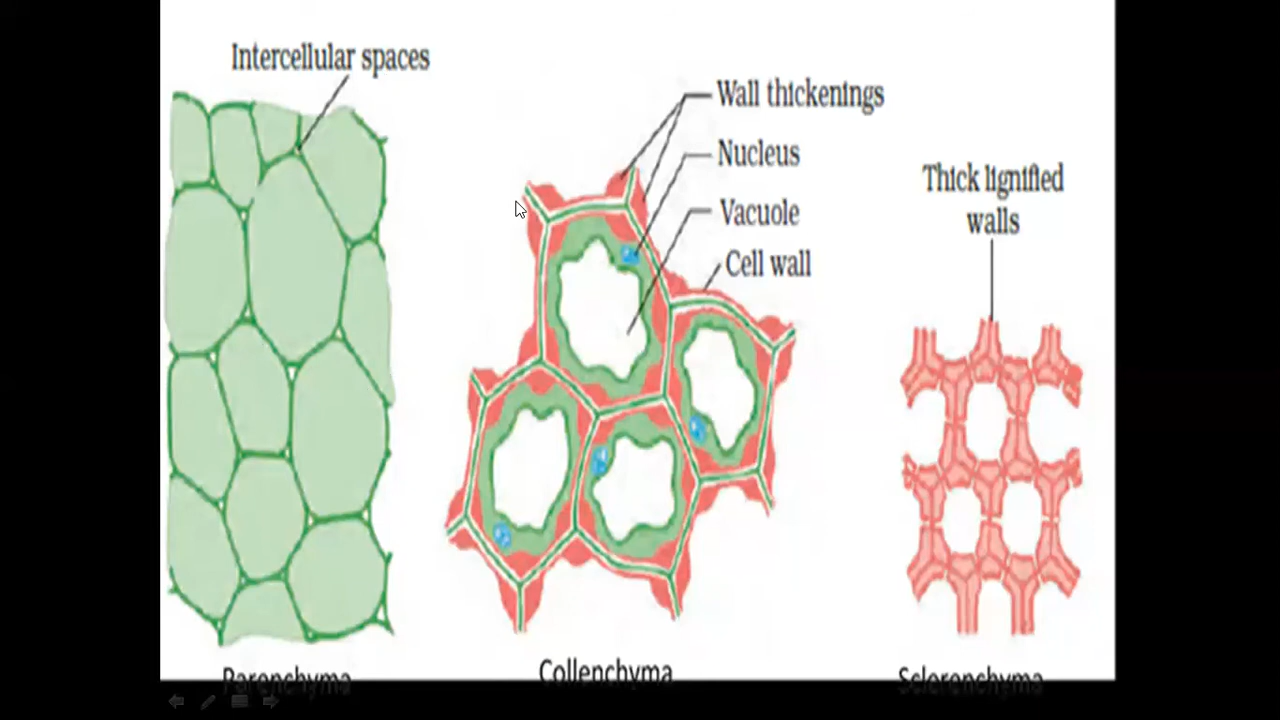 Intercellular spaces
Wall thickenings
Nucleus
Vacuole
Cell wall
Thick lignified
walls
Parenchyma
Collenchyma
Sclerenchyma